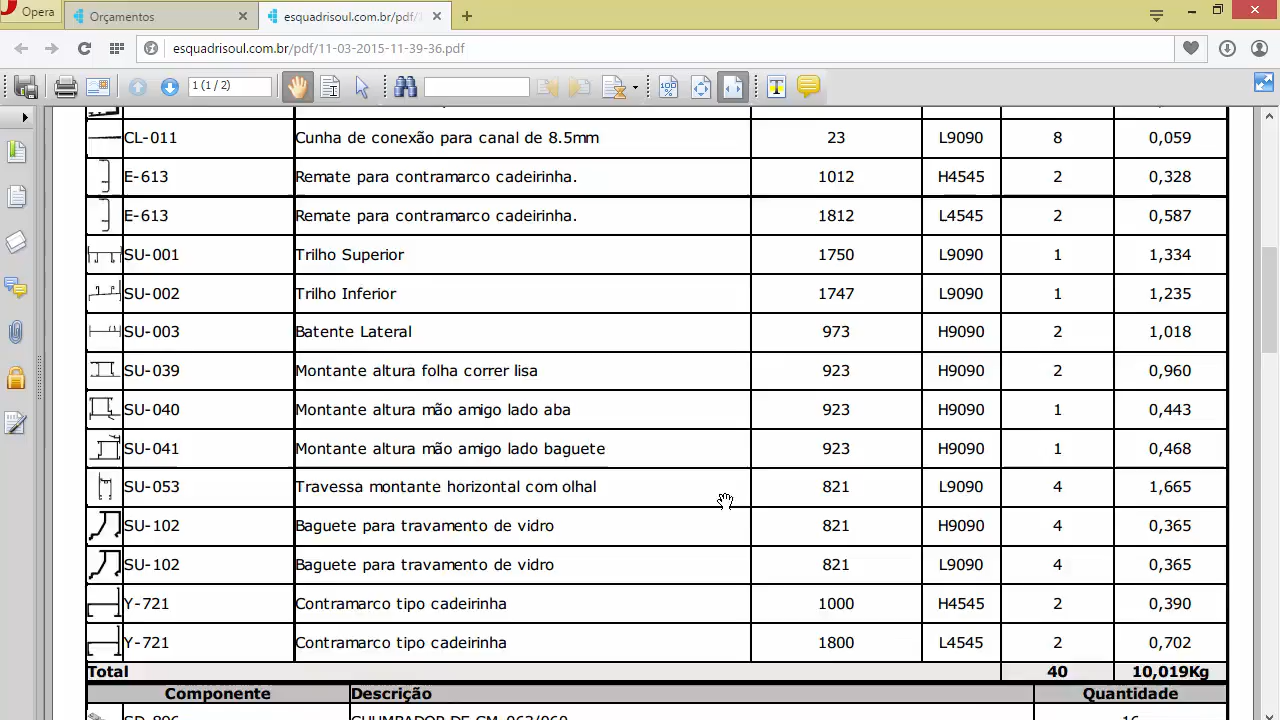 Opera
Orçamentos
esquadrisoul.com.br/pdf/1
esquadrisoul.com.br/pdf/11-03-2015-11-39-36.pdf
1 (1 / 2)
CL-011 Cunha de conexão para canal de 8.5mm 23 L9090 8 0,059
E-613 Remate para contramarco cadeirinha. 1012 H4545 2 0,328
E-613 Remate para contramarco cadeirinha. 1812 L4545 2 0,587
SU-001 Trilho Superior 1750 L9090 1 1,334
SU-002 Trilho Inferior 1747 L9090 1 1,235
SU-003 Batente Lateral 973 H9090 2 1,018
SU-039 Montante altura folha correr lisa 923 H9090 2 0,960
SU-040 Montante altura mão amigo lado aba 923 H9090 1 0,443
SU-041 Montante altura mão amigo lado baguete 923 H9090 1 0,468
SU-053 Travessa montante horizontal com olhal 821 L9090 4 1,665
SU-102 Baguete para travamento de vidro 821 H9090 4 0,365
SU-102 Baguete para travamento de vidro 821 L9090 4 0,365
Y-721 Contramarco tipo cadeirinha 1000 H4545 2 0,390
Y-721 Contramarco tipo cadeirinha 1800 L4545 2 0,702
Total 40 10,019Kg
Componente Descrição Quantidade